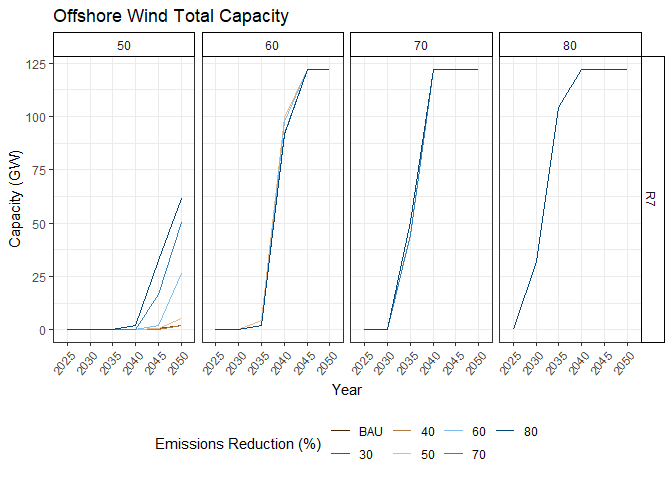 Offshore Wind Total Capacity
50 60 70 80
R7
Capacity (GW)
125
100
75
50
25
0
2025 2030 2035 2040 2045 2050 2025 2030 2035 2040 2045 2050 2025 2030 2035 2040 2045 2050 2025 2030 2035 2040 2045 2050
Year
Emissions Reduction (%)
BAU 40 60 80
30 50 70